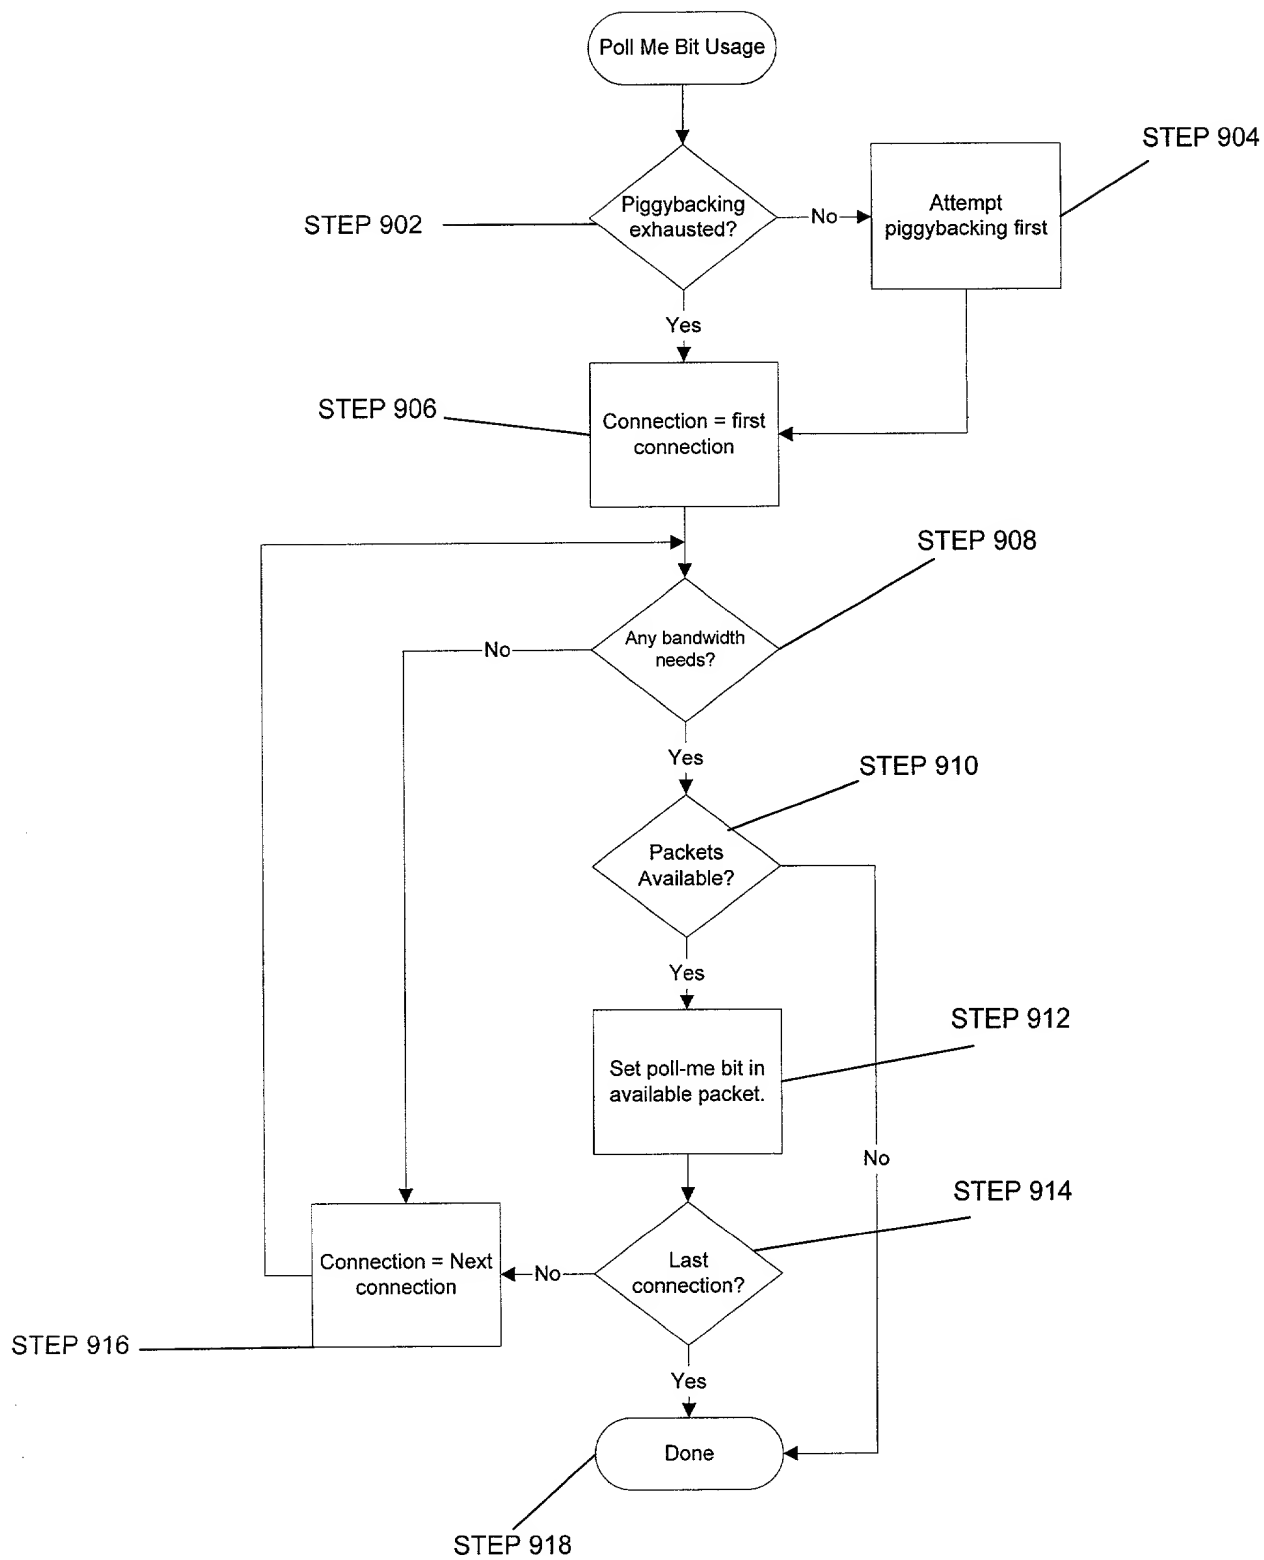 Poll Me Bit Usage
STEP 904
Piggybacking
exhausted?
No
Attempt
piggybacking first
STEP 902
Yes
STEP 906
Connection = first
connection
STEP 908
Any bandwidth
needs?
No
Yes
STEP 910
Packets
Available?
Yes
STEP 912
Set poll-me bit in
available packet.
No
STEP 914
Last
connection?
No
Connection = Next
connection
STEP 916
Yes
Done
STEP 918